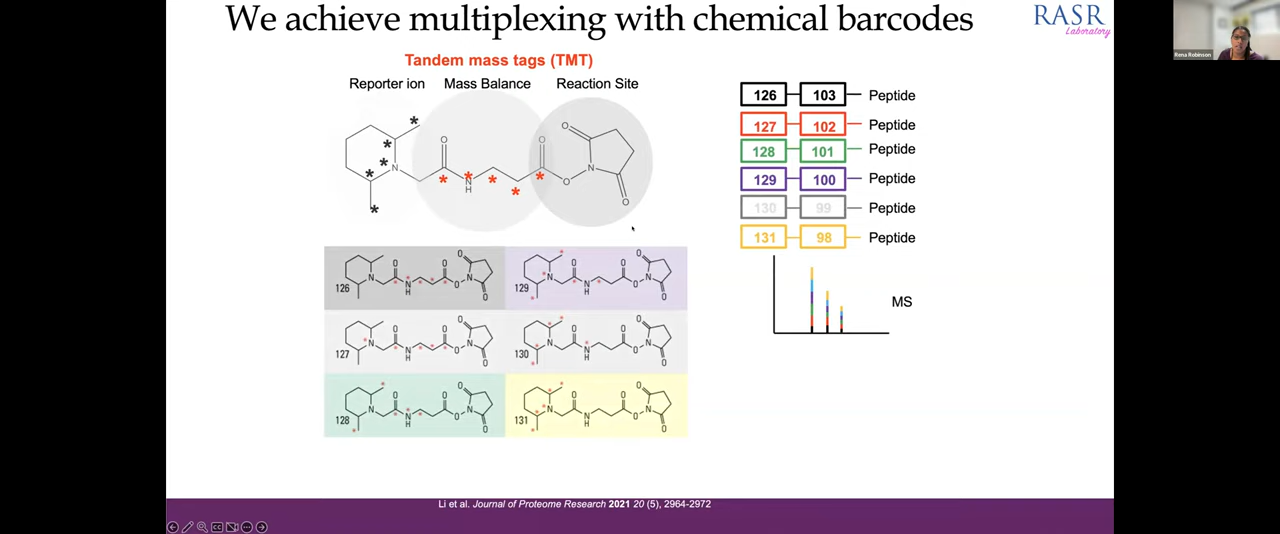 We achieve multiplexing with chemical barcodes
RASR
Laboratory
Rena Robinson
Tandem mass tags (TMT)
Reporter ion
Mass Balance
Reaction Site
O
O
O
N
N
H
O
N
O
126
103
Peptide
127
102
Peptide
128
101
Peptide
129
100
Peptide
130
99
Peptide
131
98
Peptide
MS
126
N
O
N
H
O
O
N
O
O
129
N
O
N
H
O
O
N
O
O
127
N
O
N
H
O
O
N
O
O
130
N
O
N
H
O
O
N
O
O
128
N
O
N
H
O
O
N
O
O
131
N
O
N
H
O
O
N
O
O
Li et al. Journal of Proteome Research 2021 20 (5), 2964-2972